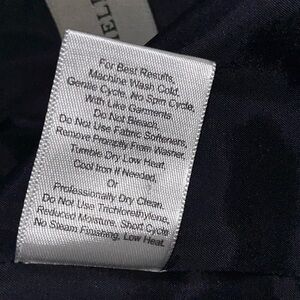 ELL
For Best Results,
Machine Wash Cold,
Gentle Cycle, No Spin Cycle,
With Like Garments
Do Not Bleach,
Do Not Use Fabric Softeners,
Remove Promptly From Washer,
Tumble Dry Low Heat,
Cool Iron if Needed,
Or
Professionally Dry Clean,
Do Not Use Trichlorethylene,
Reduced Moisture, Short Cycle
No Steam Finishing, Low Heat.